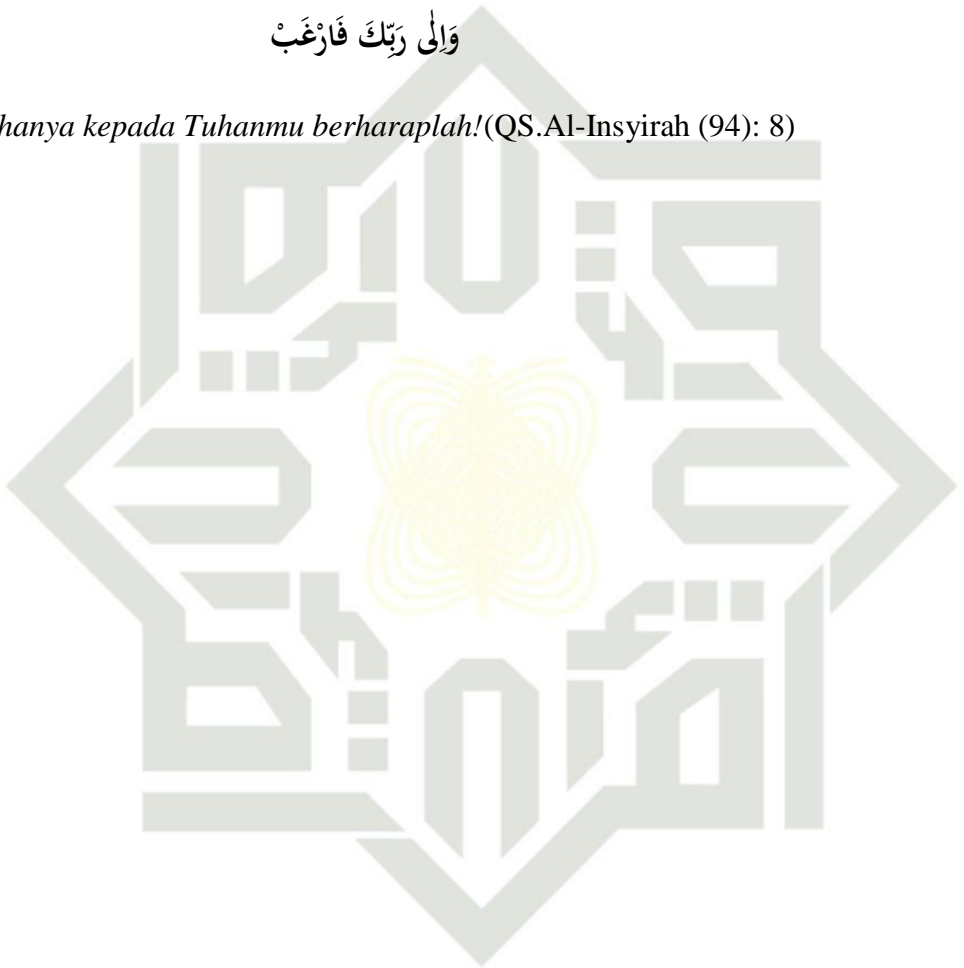 وَاِلٰى رَبِّكَ فَارْغَبْ
hanya kepada Tuhanmu berharaplah!(QS.Al-Insyirah (94): 8)